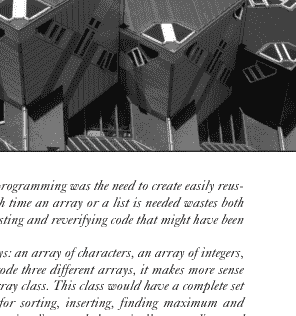 programming was the need to create easily reus-
h time an array or a list is needed wastes both
sting and reverifying code that might have been
ys: an array of characters, an array of integers,
ode three different arrays, it makes more sense
ray class. This class would have a complete set
for sorting, inserting, finding maximum and